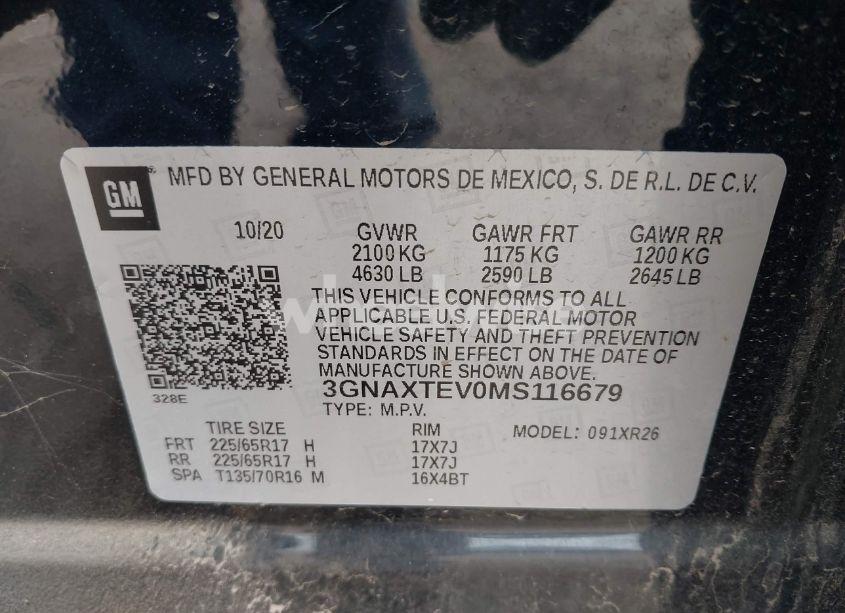 GM
MFD BY GENERAL MOTORS DE MEXICO, S. DE R.L. DE C.V.
10/20 GVWR GAWR FRT GAWR RR
2100 KG 1175 KG 1200 KG
4630 LB 2590 LB 2645 LB
THIS VEHICLE CONFORMS TO ALL
APPLICABLE U.S. FEDERAL MOTOR
VEHICLE SAFETY AND THEFT PREVENTION
STANDARDS IN EFFECT ON THE DATE OF
MANUFACTURE SHOWN ABOVE.
328E
3GNAXTEV0MS116679
TYPE: M.P.V.
TIRE SIZE RIM MODEL: 091XR26
FRT 225/65R17 H 17X7J
RR 225/65R17 H 17X7J
SPA T135/70R16 M 16X4BT